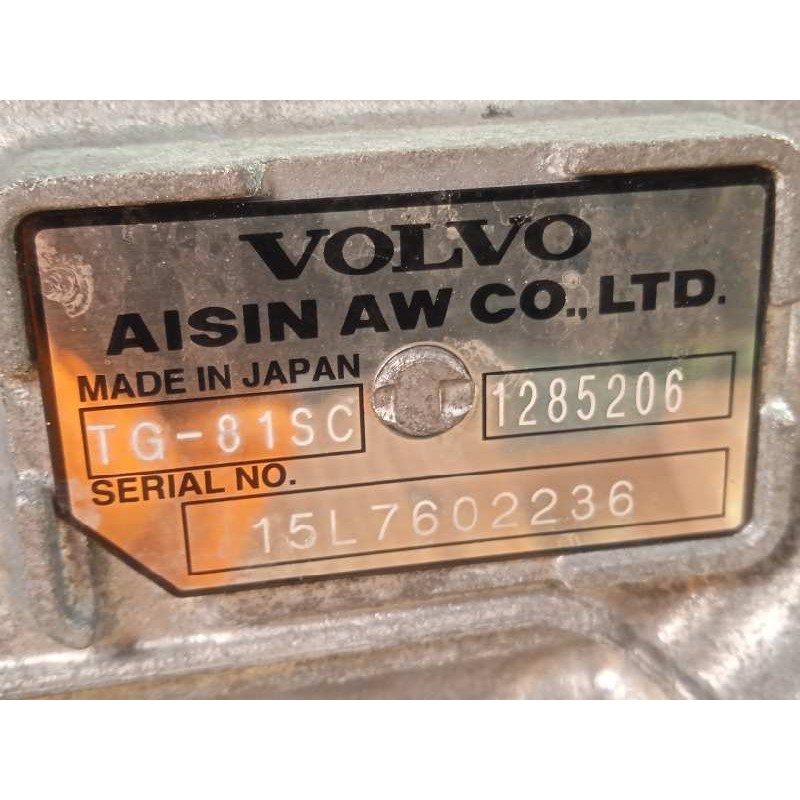 VOLVO
AISIN AW CO., LTD.
MADE IN JAPAN
TG-81SC 1285206
SERIAL NO.
15L7602236